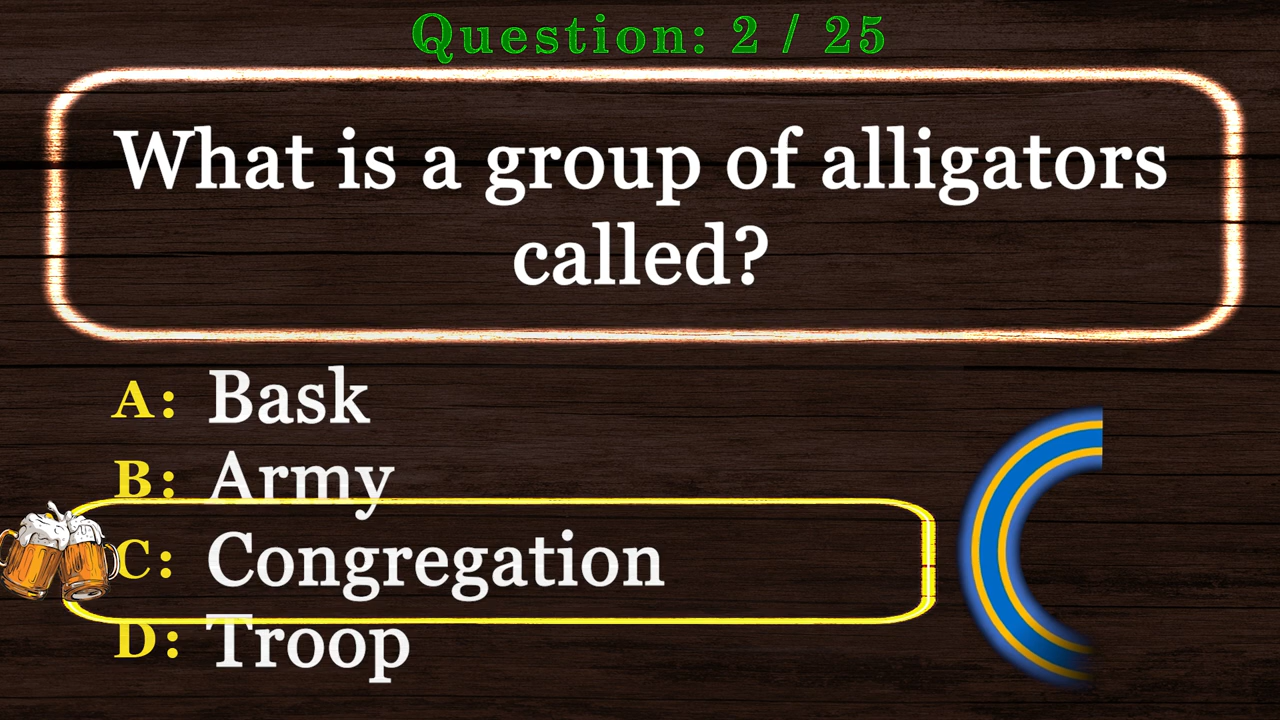 Question: 2 / 25
What is a group of alligators
called?
A: Bask
B: Army
C: Congregation
D: Troop